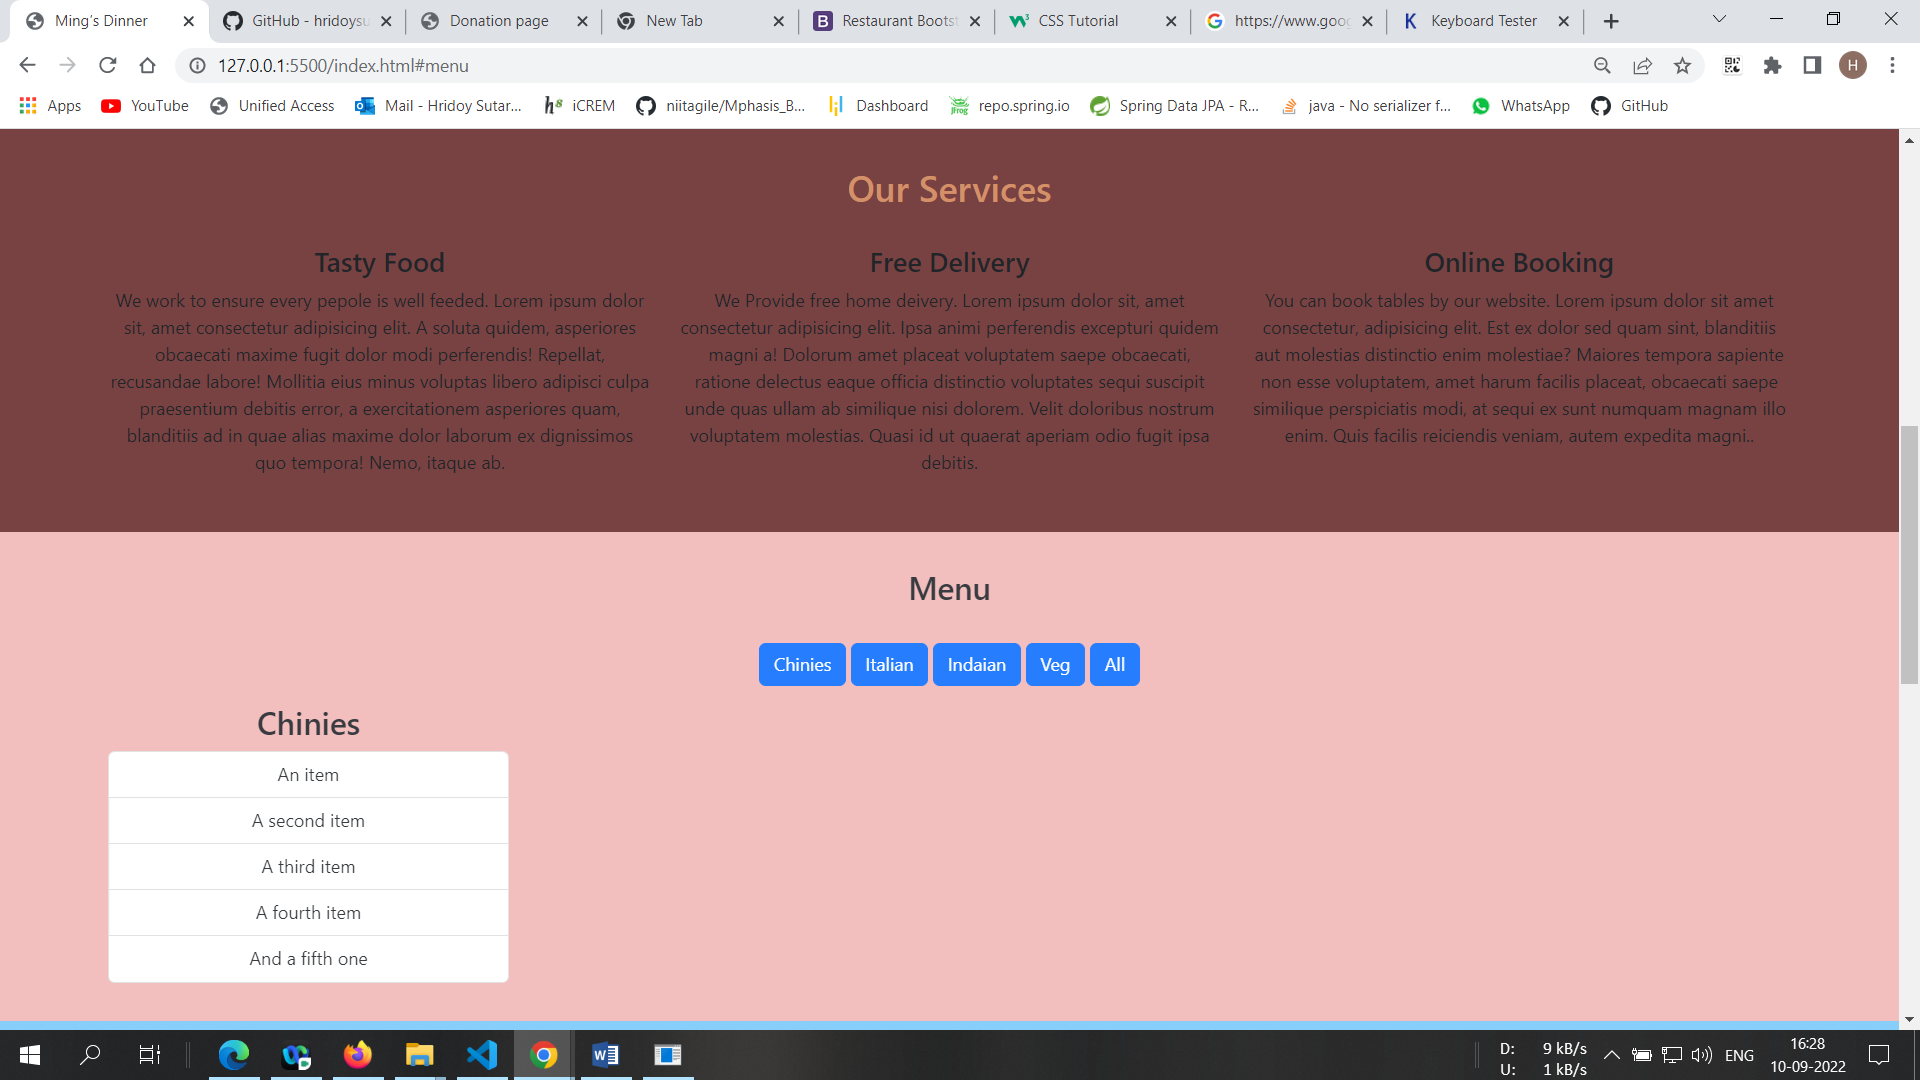 Ming's Dinner
GitHub - hridoysu
Donation page
New Tab
Restaurant Bootst
CSS Tutorial
https://www.goog
Keyboard Tester
127.0.0.1:5500/index.html#menu
H
Apps
YouTube
Unified Access
Mail - Hridoy Sutar...
iCREM
niitagile/Mphasis_B...
Dashboard
repo.spring.io
Spring Data JPA - R...
java - No serializer f...
WhatsApp
GitHub
Our Services
Tasty Food
We work to ensure every pepole is well feeded. Lorem ipsum dolor
sit, amet consectetur adipisicing elit. A soluta quidem, asperiores
obcaecati maxime fugit dolor modi perferendis! Repellat,
recusandae labore! Mollitia eius minus voluptas libero adipisci culpa
praesentium debitis error, a exercitationem asperiores quam,
blanditiis ad in quae alias maxime dolor laborum ex dignissimos
quo tempora! Nemo, itaque ab.
Free Delivery
We Provide free home deivery. Lorem ipsum dolor sit, amet
consectetur adipisicing elit. Ipsa animi perferendis excepturi quidem
magni a! Dolorum amet placeat voluptatem saepe obcaecati,
ratione delectus eaque officia distinctio voluptates sequi suscipit
unde quas ullam ab similique nisi dolorem. Velit doloribus nostrum
voluptatem molestias. Quasi id ut quaerat aperiam odio fugit ipsa
debitis.
Online Booking
You can book tables by our website. Lorem ipsum dolor sit amet
consectetur, adipisicing elit. Est ex dolor sed quam sint, blanditiis
aut molestias distinctio enim molestiae? Maiores tempora sapiente
non esse voluptatem, amet harum facilis placeat, obcaecati saepe
similique perspiciatis modi, at sequi ex sunt numquam magnam illo
enim. Quis facilis reiciendis veniam, autem expedita magni..
Menu
Chinies
Italian
Indaian
Veg
All
Chinies
An item
A second item
A third item
A fourth item
And a fifth one
D: 9 kB/s
U: 1 kB/s
ENG
16:28
10-09-2022